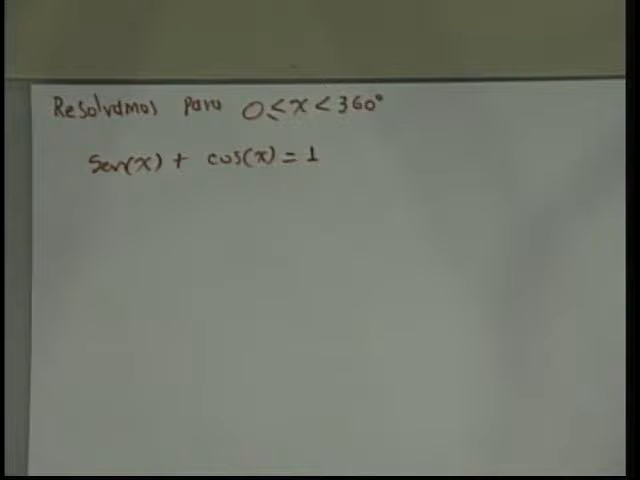 Resolvamos para 0 ≤ x < 360°
Sen(x) + cos(x) = 1